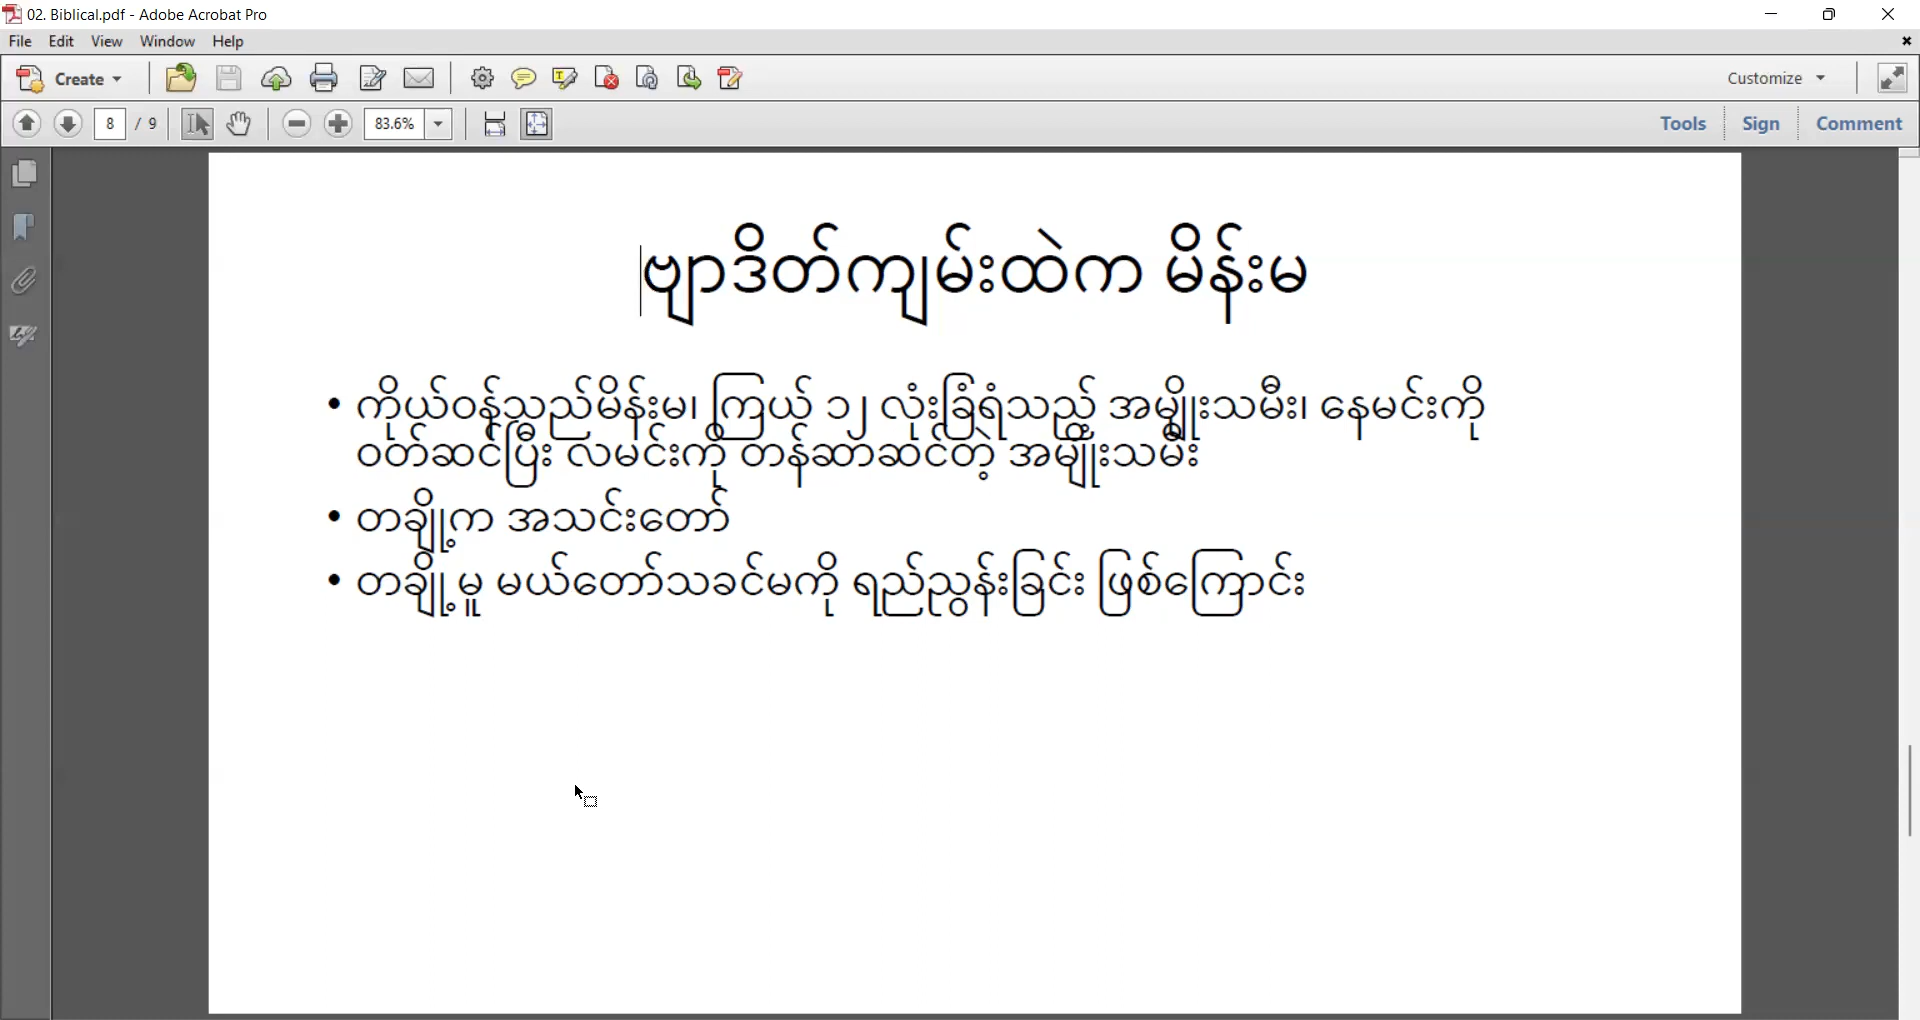 02. Biblical.pdf - Adobe Acrobat Pro
File Edit View Window Help
Create Customize
8 / 9 83.6% Tools Sign Comment
ဗျာဒိတ်ကျမ်းထဲက မိန်းမ
• ကိုယ်ဝန်သည်မိန်းမ၊ ကြယ် ၁၂ လုံးခြံရံသည့် အမျိုးသမီး၊ နေမင်းကို
ဝတ်ဆင်ပြီး လမင်းကို တန်ဆာဆင်တဲ့ အမျိုးသမီး
• တချို့က အသင်းတော်
• တချို့မူ မယ်တော်သခင်မကို ရည်ညွှန်းခြင်း ဖြစ်ကြောင်း